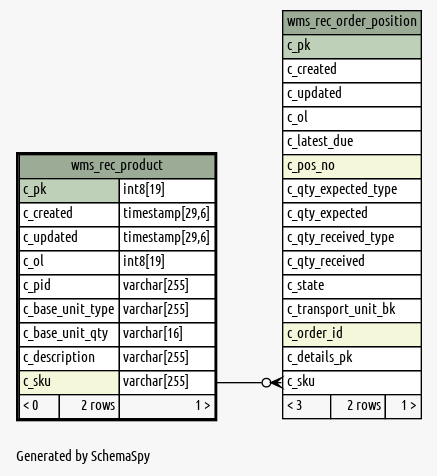 wms_rec_product
c_pk int8[19]
c_created timestamp[29,6]
c_updated timestamp[29,6]
c_ol int8[19]
c_pid varchar[255]
c_base_unit_type varchar[255]
c_base_unit_qty varchar[16]
c_description varchar[255]
c_sku varchar[255]
< 0 2 rows 1 >
wms_rec_order_position
c_pk
c_created
c_updated
c_ol
c_latest_due
c_pos_no
c_qty_expected_type
c_qty_expected
c_qty_received_type
c_qty_received
c_state
c_transport_unit_bk
c_order_id
c_details_pk
c_sku
< 3 2 rows 1 >
Generated by SchemaSpy